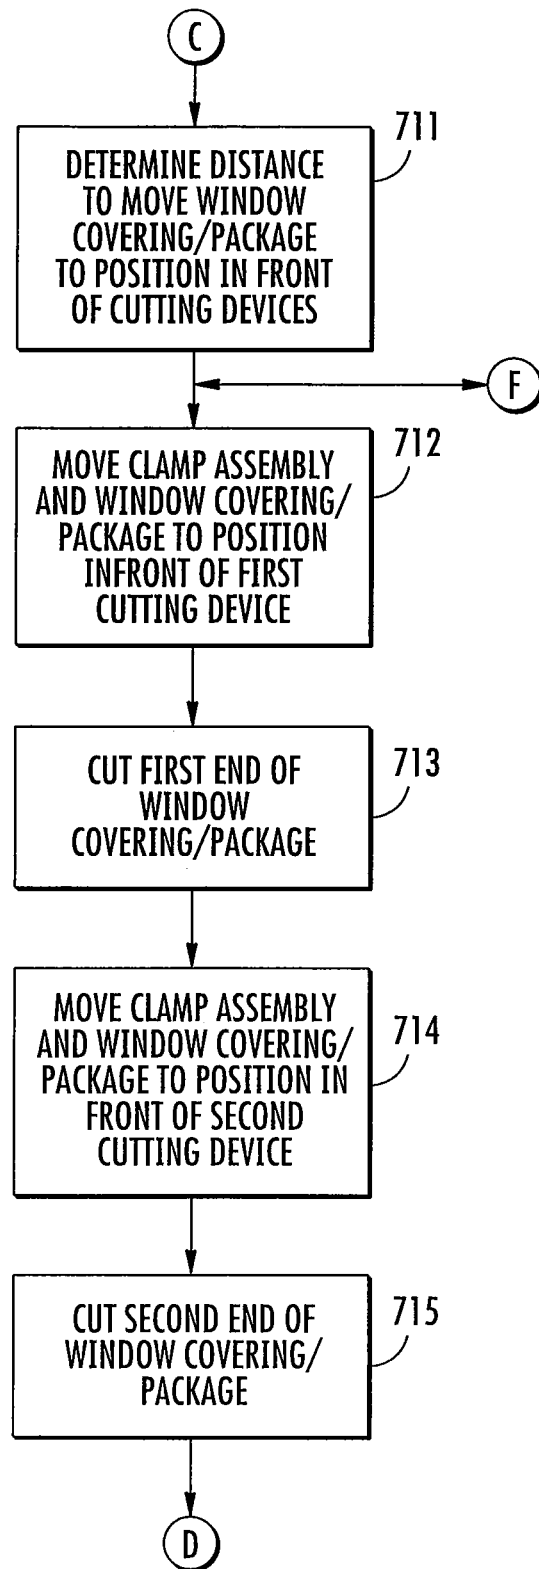 C
711
DETERMINE DISTANCE
TO MOVE WINDOW
COVERING/PACKAGE
TO POSITION IN FRONT
OF CUTTING DEVICES
F
712
MOVE CLAMP ASSEMBLY
AND WINDOW COVERING/
PACKAGE TO POSITION
INFRONT OF FIRST
CUTTING DEVICE
713
CUT FIRST END OF
WINDOW
COVERING/PACKAGE
MOVE CLAMP ASSEMBLY
AND WINDOW COVERING/
714
PACKAGE TO POSITION IN
FRONT OF SECOND
CUTTING DEVICE
715
CUT SECOND END OF
WINDOW COVERING/
PACKAGE
D